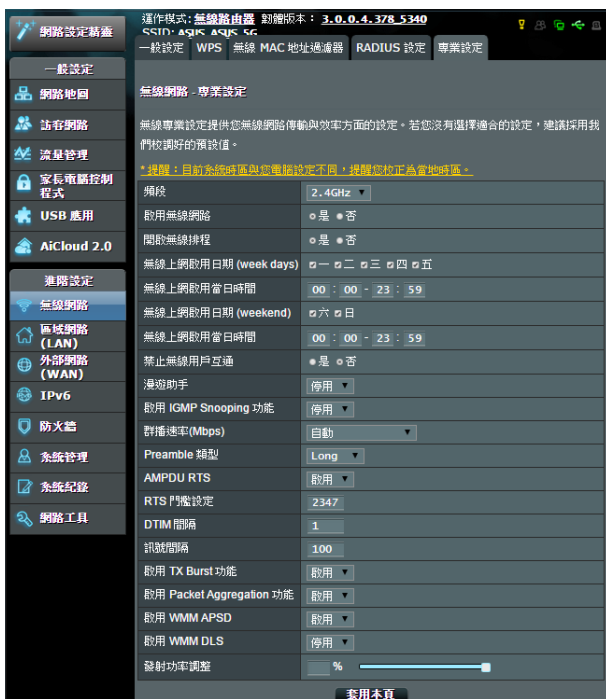 網路設定精靈
一般設定
網路地圖
訪客網路
流量管理
家長電腦控制
程式
USB 應用
AiCloud 2.0
進階設定
無線網路
區域網路
(LAN)
外部網路
(WAN)
IPv6
防火牆
系統管理
系統紀錄
網路工具
運作模式: 無線路由器 韌體版本: 3.0.0.4.378_5340
SSID: ASUS ASUS_5G
一般設定 WPS 無線 MAC 地址過濾器 RADIUS 設定 專業設定
無線網路 - 專業設定
無線專業設定提供您無線網路傳輸與效率方面的設定。若您沒有選擇適合的設定，建議採用我
們校調好的預設值。
*提醒：目前系統時區與您電腦設定不同，提醒您校正為當地時區。
頻段 2.4GHz
啟用無線網路 是 否
開啟無線排程 是 否
無線上網啟用日期 (week days) 一 二 三 四 五
無線上網啟用當日時間 00 : 00 - 23 : 59
無線上網啟用日期 (weekend) 六 日
無線上網啟用當日時間 00 : 00 - 23 : 59
禁止無線用戶互通 是 否
漫遊助手 停用
啟用 IGMP Snooping 功能 停用
群播速率(Mbps) 自動
Preamble 類型 Long
AMPDU RTS 啟用
RTS 門檻設定 2347
DTIM 間隔 1
訊號間隔 100
啟用 TX Burst 功能 啟用
啟用 Packet Aggregation 功能 啟用
啟用 WMM APSD 啟用
啟用 WMM DLS 停用
發射功率調整 %
套用本頁